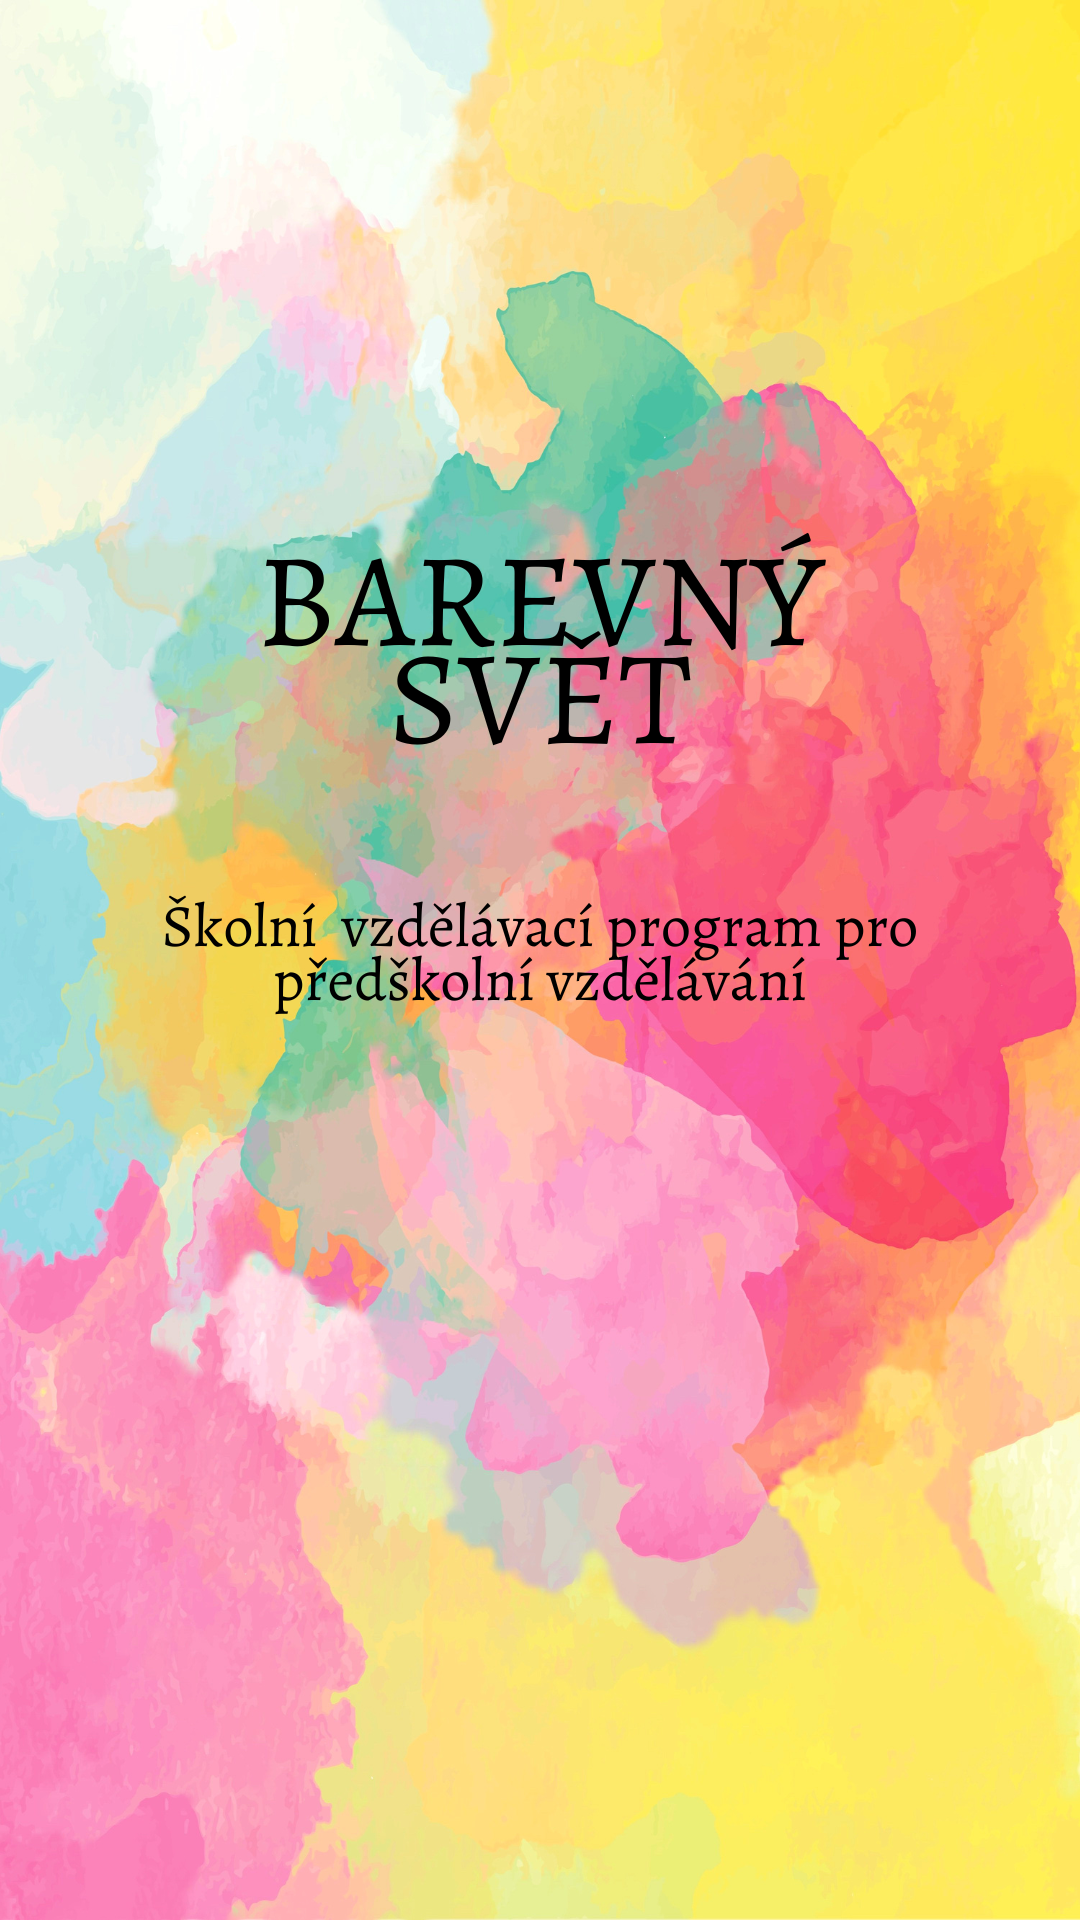 BAREVNÝ
SVĚT
Školní  vzdělávací program pro
předškolní vzdělávání